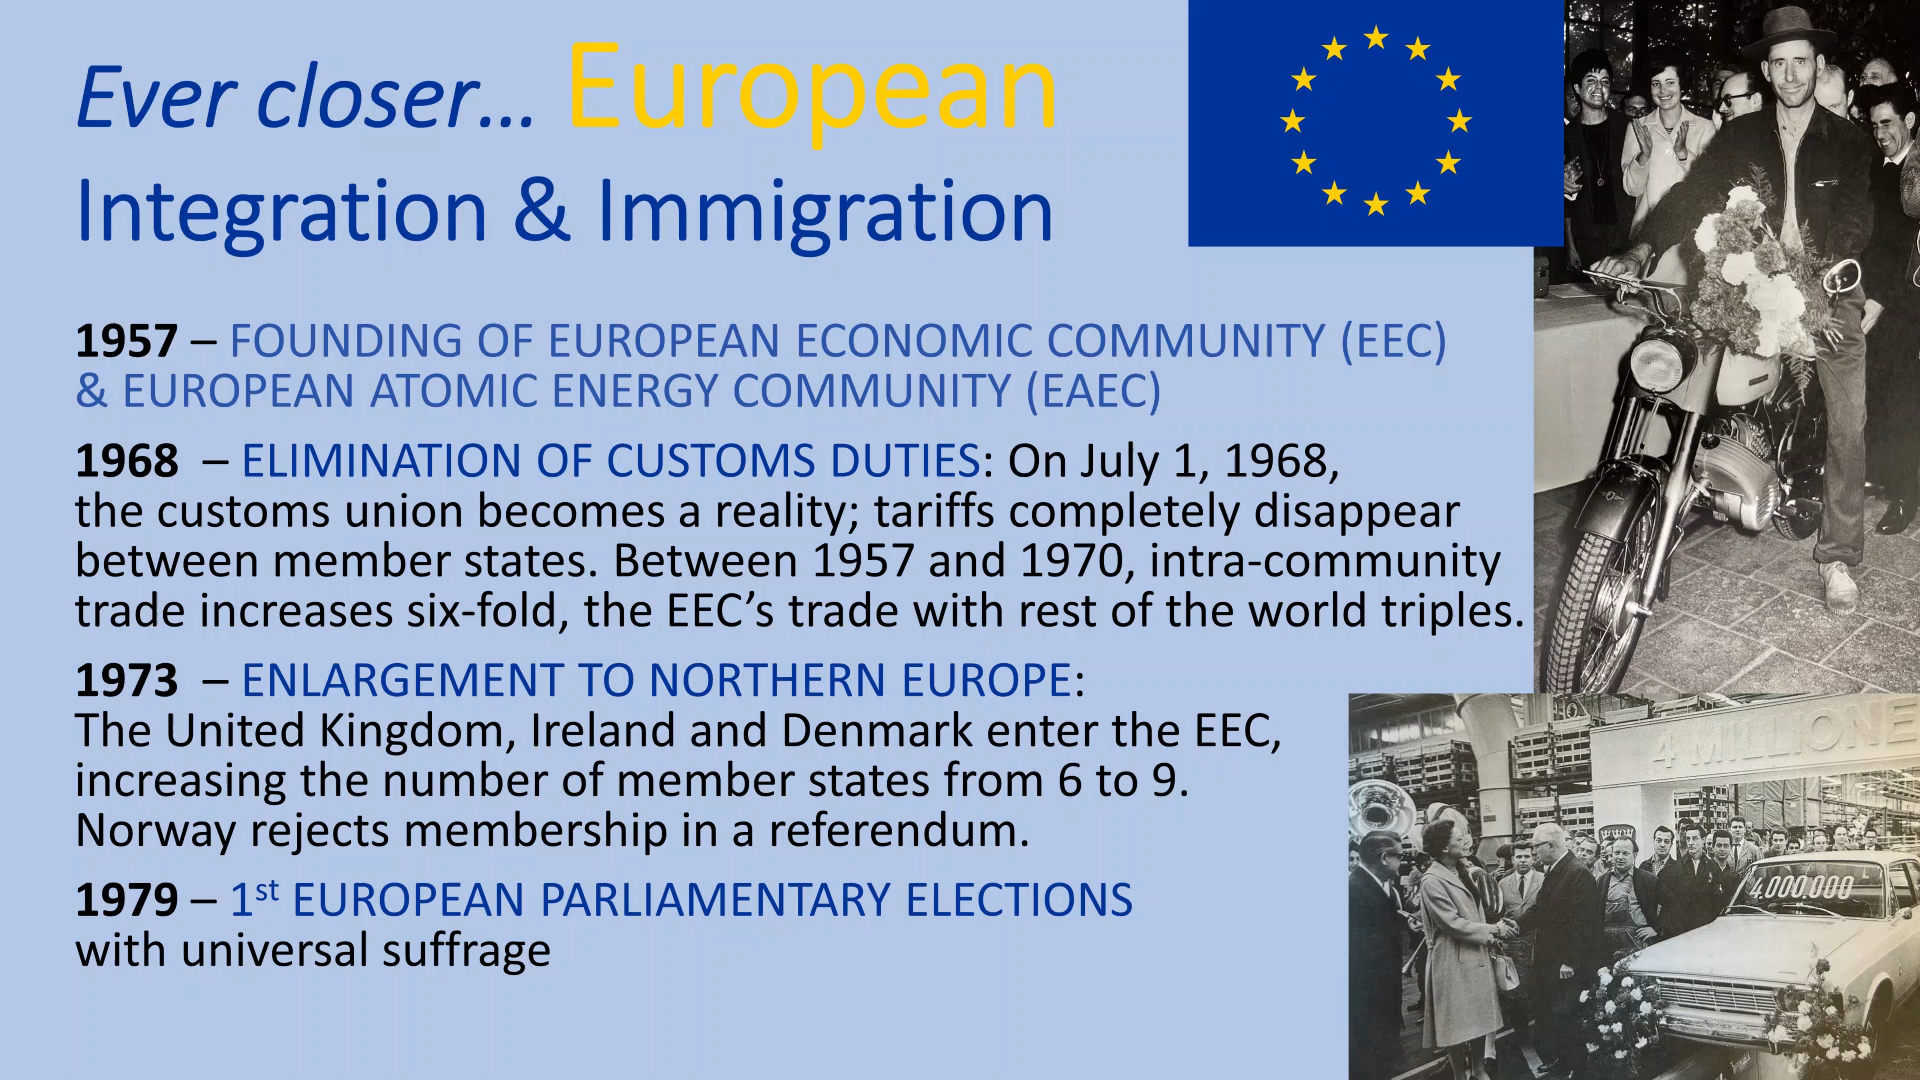 Ever closer... European
Integration & Immigration
1957 – FOUNDING OF EUROPEAN ECONOMIC COMMUNITY (EEC)
& EUROPEAN ATOMIC ENERGY COMMUNITY (EAEC)
1968 – ELIMINATION OF CUSTOMS DUTIES: On July 1, 1968,
the customs union becomes a reality; tariffs completely disappear
between member states. Between 1957 and 1970, intra-community
trade increases six-fold, the EEC’s trade with rest of the world triples.
1973 – ENLARGEMENT TO NORTHERN EUROPE:
The United Kingdom, Ireland and Denmark enter the EEC,
increasing the number of member states from 6 to 9.
Norway rejects membership in a referendum.
1979 – 1st EUROPEAN PARLIAMENTARY ELECTIONS
with universal suffrage
4 MILLIONE
4,000,000